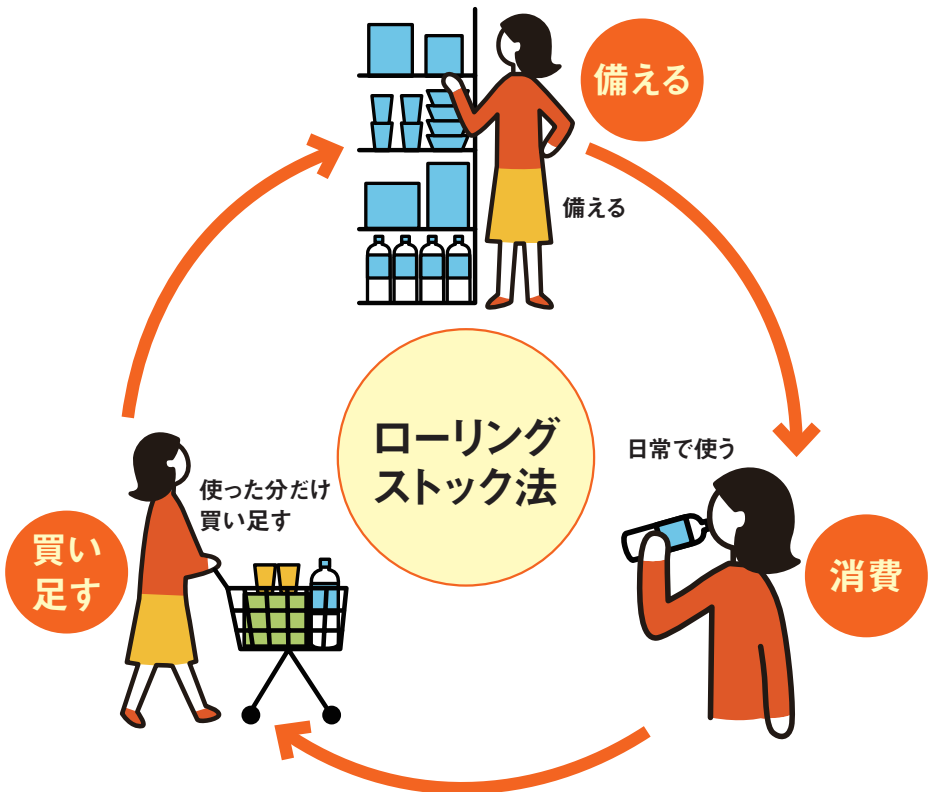 備える
備える
ローリング
ストック法
日常で使う
消費
使った分だけ
買い足す
買い
足す